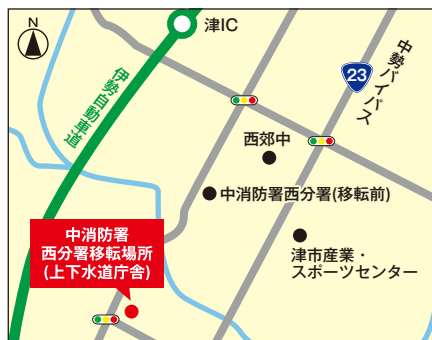 N
津IC
伊勢自動車道
23
中勢バイパス
西郊中
中消防署西分署(移転前)
津市産業・
スポーツセンター
中消防署
西分署移転場所
(上下水道庁舎)